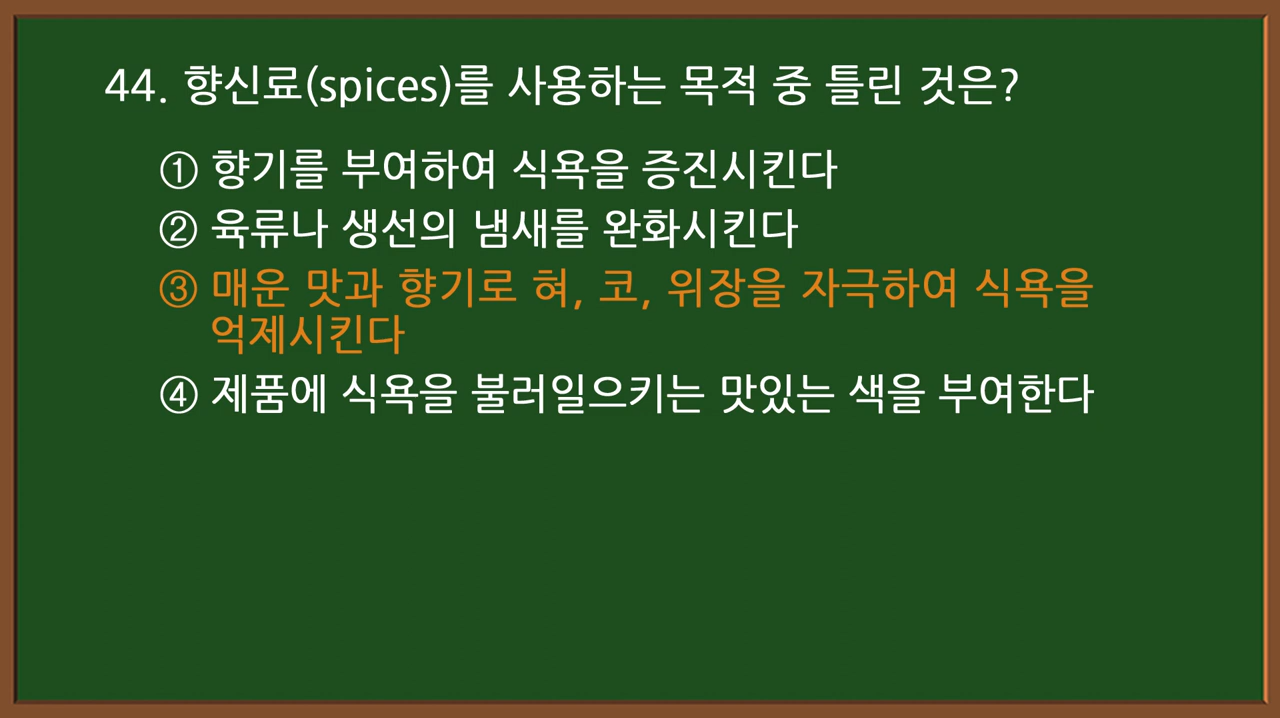 44. 향신료(spices)를 사용하는 목적 중 틀린 것은?
① 향기를 부여하여 식욕을 증진시킨다
② 육류나 생선의 냄새를 완화시킨다
③ 매운 맛과 향기로 혀, 코, 위장을 자극하여 식욕을
억제시킨다
④ 제품에 식욕을 불러일으키는 맛있는 색을 부여한다